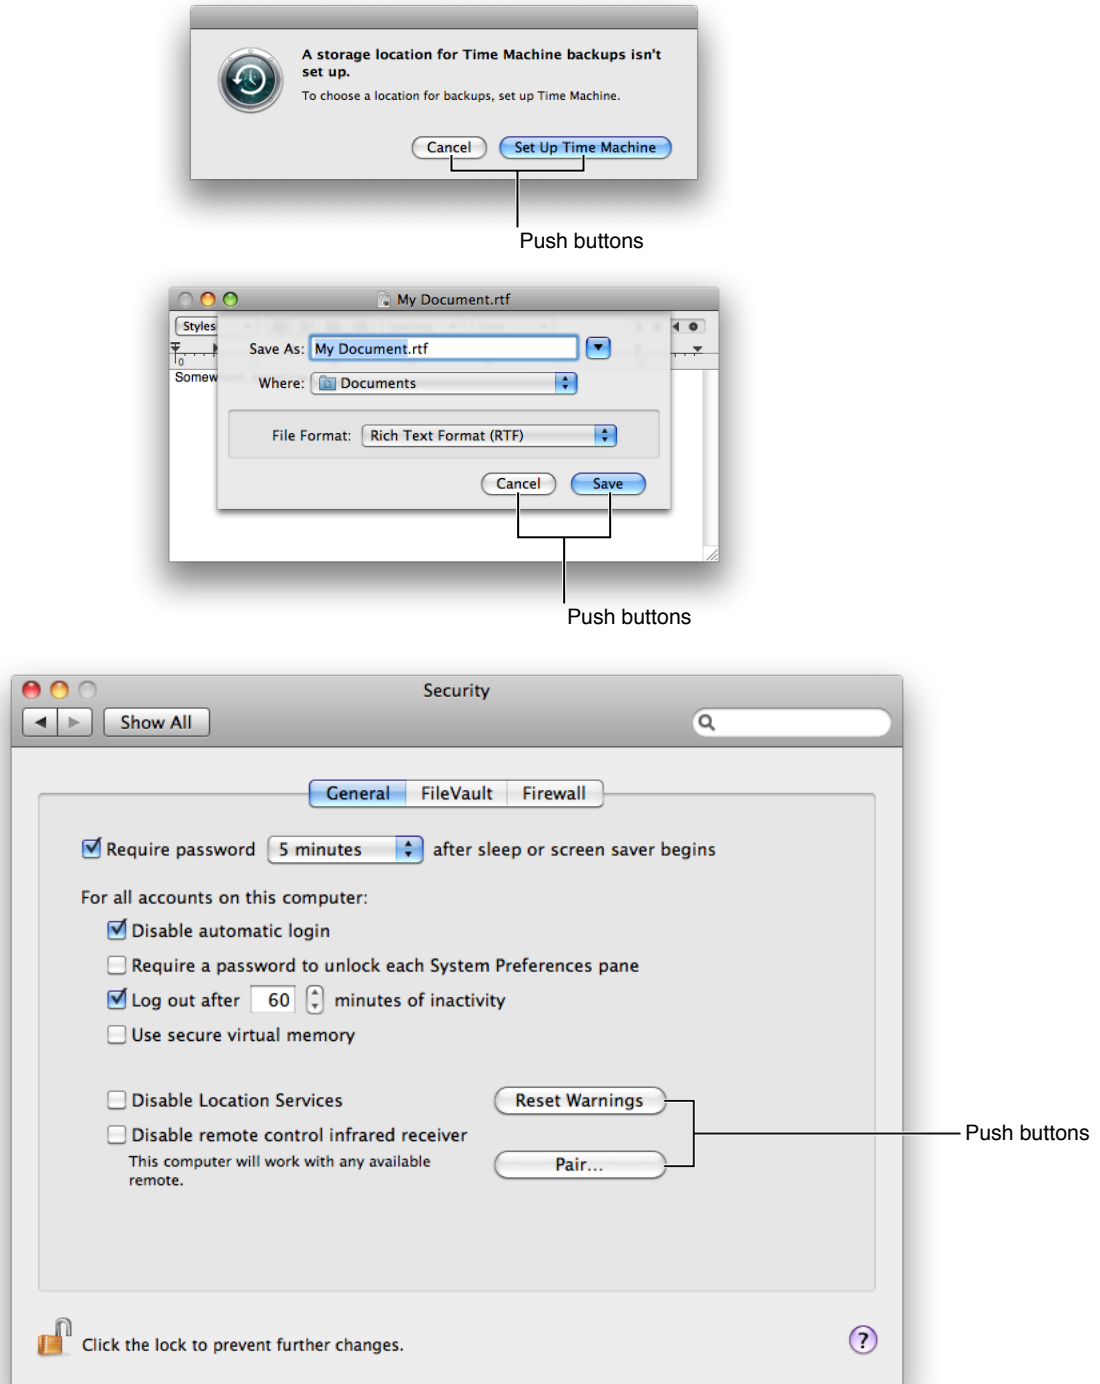 A storage location for Time Machine backups isn't
set up.
To choose a location for backups, set up Time Machine.
Cancel
Set Up Time Machine
Push buttons
My Document.rtf
Styles
Save As: My Document.rtf
0
Somew
Where: Documents
File Format: Rich Text Format (RTF)
Cancel
Save
Push buttons
Security
Show All
General FileVault Firewall
Require password 5 minutes after sleep or screen saver begins
For all accounts on this computer:
Disable automatic login
Require a password to unlock each System Preferences pane
Log out after 60 minutes of inactivity
Use secure virtual memory
Disable Location Services
Reset Warnings
Disable remote control infrared receiver
Push buttons
This computer will work with any available
remote.
Pair...
Click the lock to prevent further changes.
?